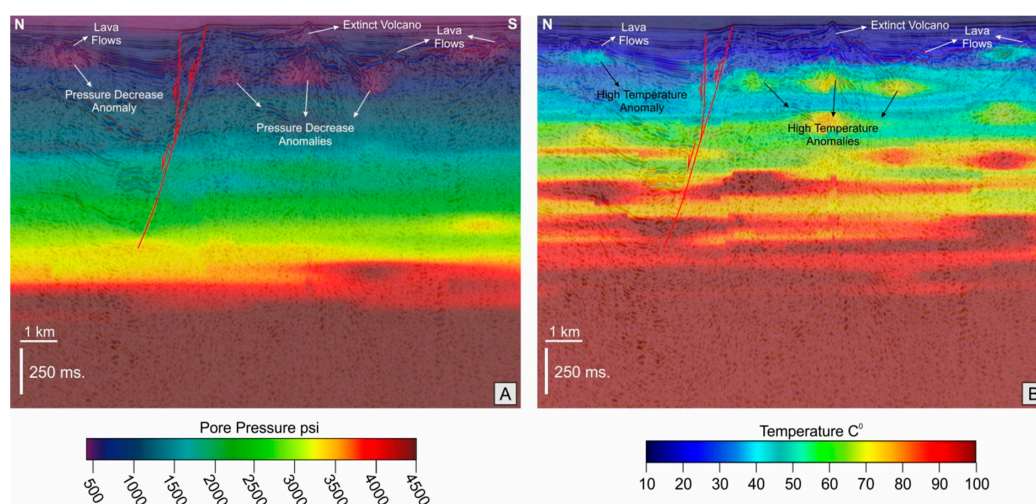 N
S
Lava
Flows
Extinct Volcano
Lava
Flows
Pressure Decrease
Anomaly
Pressure Decrease
Anomalies
1 km
250 ms.
A
Pore Pressure psi
500
1000
1500
2000
2500
3000
3500
4000
4500
N
S
Lava
Flows
Extinct Volcano
Lava
Flows
High Temperature
Anomaly
High Temperature
Anomalies
1 km
250 ms.
B
Temperature C⁰
10 20 30 40 50 60 70 80 90 100